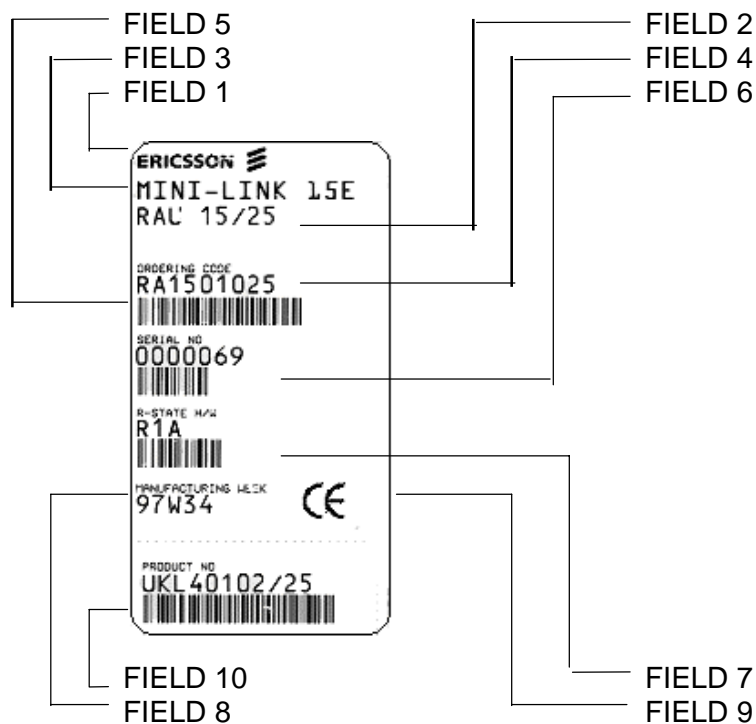 FIELD 5
FIELD 2
FIELD 3
FIELD 4
FIELD 1
FIELD 6
ERICSSON
MINI-LINK 15E
RAU 15/25
ORDERING CODE
RA1501025
SERIAL NO
0000069
R-STATE H/W
R1A
MANUFACTURING WEEK
97W34
CE
PRODUCT NO
UKL40102/25
FIELD 10
FIELD 7
FIELD 8
FIELD 9